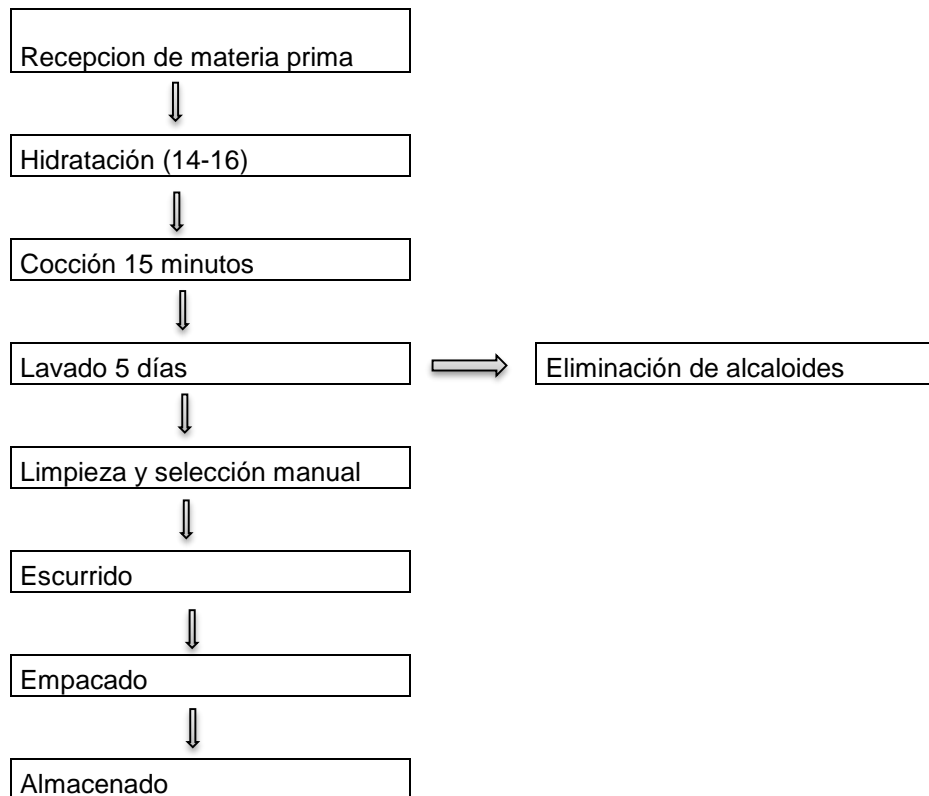 Recepcion de materia prima
Hidratación (14-16)
Cocción 15 minutos
Lavado 5 días
Eliminación de alcaloides
Limpieza y selección manual
Escurrido
Empacado
Almacenado